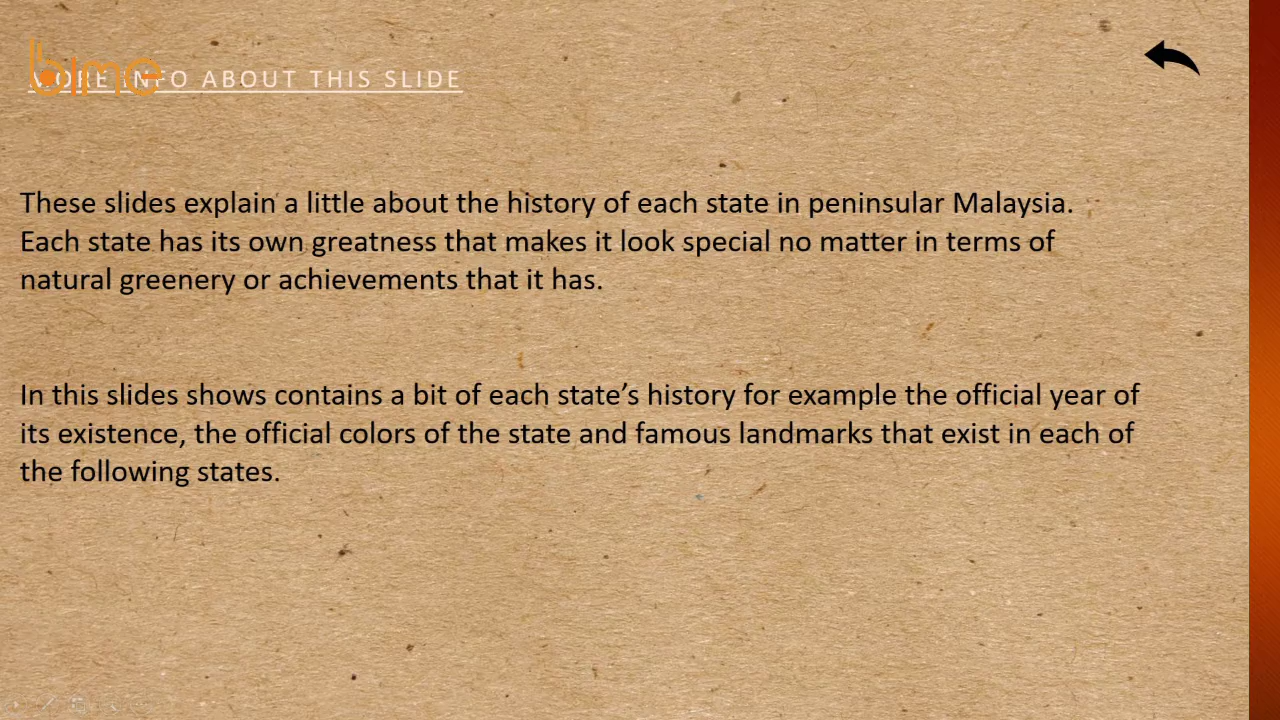 bime
MORE INFO ABOUT THIS SLIDE
These slides explain a little about the history of each state in peninsular Malaysia.
Each state has its own greatness that makes it look special no matter in terms of
natural greenery or achievements that it has.
In this slides shows contains a bit of each state’s history for example the official year of
its existence, the official colors of the state and famous landmarks that exist in each of
the following states.